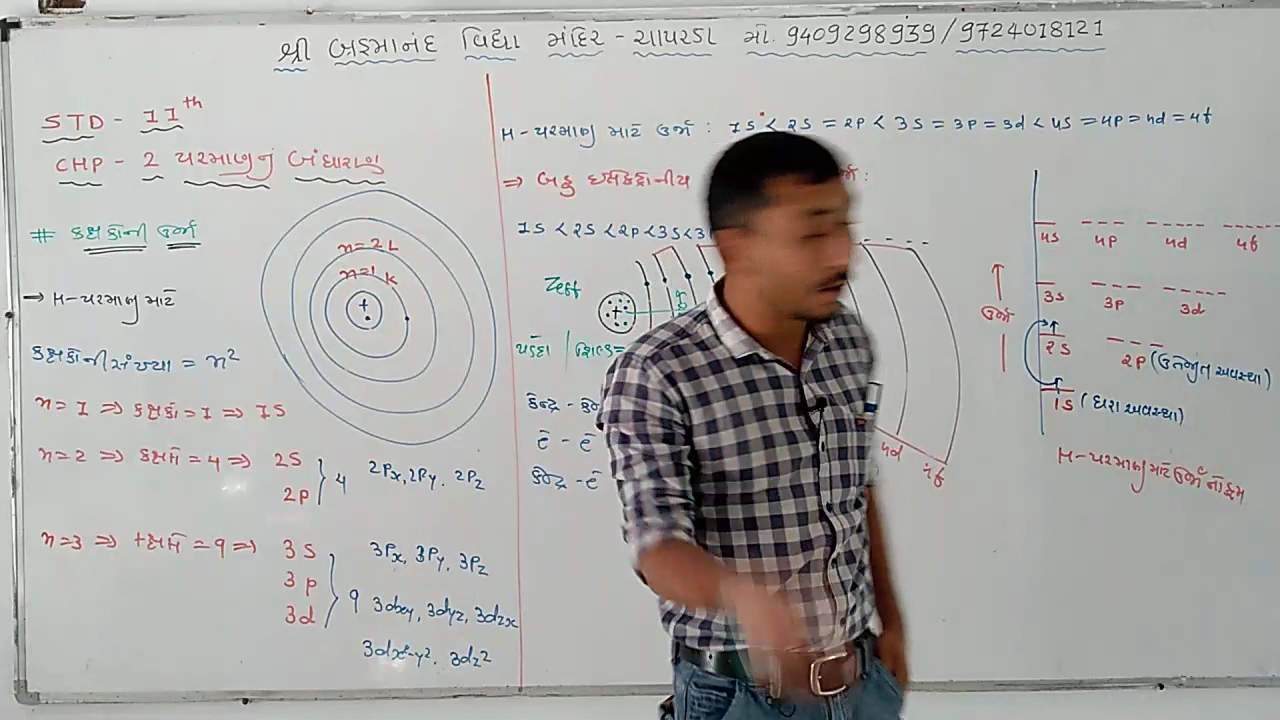 શ્રી બ્રહ્માનંદ વિદ્યા મંદિર - ચાપરડા મો. 9409298939 / 9724018121
STD - 11th
CHP - 2 પરમાણુનું બંધારણ
# કક્ષકોની ઉર્જા
→ H-પરમાણુ માટે
કક્ષકોની સંખ્યા = n²
n = 1 ⇒ કક્ષકો = 1 ⇒ 1S
n = 2 ⇒ કક્ષકો = 4 ⇒ 2S
2p } 4 2Px, 2Py, 2Pz
n = 3 ⇒ કક્ષકો = 9 ⇒ 3S
3p
3d } 9
3Px, 3Py, 3Pz
3dxy, 3dyz, 3dzx
3dx²-y², 3dz²
n=2 L
n=1 K
+
H-પરમાણુ માટે ઉર્જા : 1S < 2S = 2P < 3S = 3P = 3d < 4S = 4P = 4d = 4f
⇒ બહુ ઇલેક્ટ્રોનીય
1S < 2S < 2P < 3S < 3
+
પડદા
કેન્દ્ર -
ē - ē
કેન્દ્ર - ē
4d
4f
4S 4P 4d 4f
3S 3P 3d
↑ ઉર્જા
2S 2P (ઉત્તેજીત અવસ્થા)
1S (ધરા અવસ્થા)
H-પરમાણુ માટે ઉર્જાનો ક્રમ